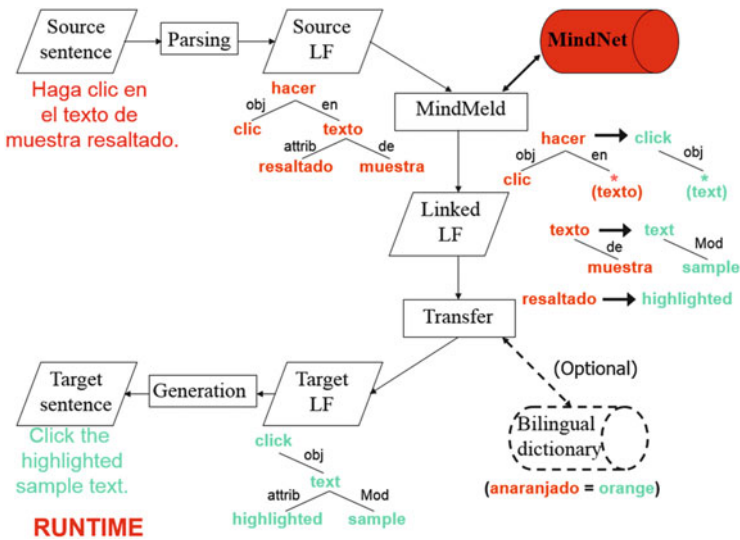 Source
sentence
Parsing
Source
LF
MindNet
Haga clic en
el texto de
muestra resaltado.
hacer
obj en
clic texto
attrib de
resaltado muestra
MindMeld
hacer click
obj en obj
clic * *
(texto) (text)
Linked
LF
texto text
de Mod
muestra sample
resaltado highlighted
Transfer
(Optional)
Target
sentence
Generation
Target
LF
Bilingual
dictionary
(anaranjado = orange)
Click the
highlighted
sample text.
click
obj
text
attrib Mod
highlighted sample
RUNTIME